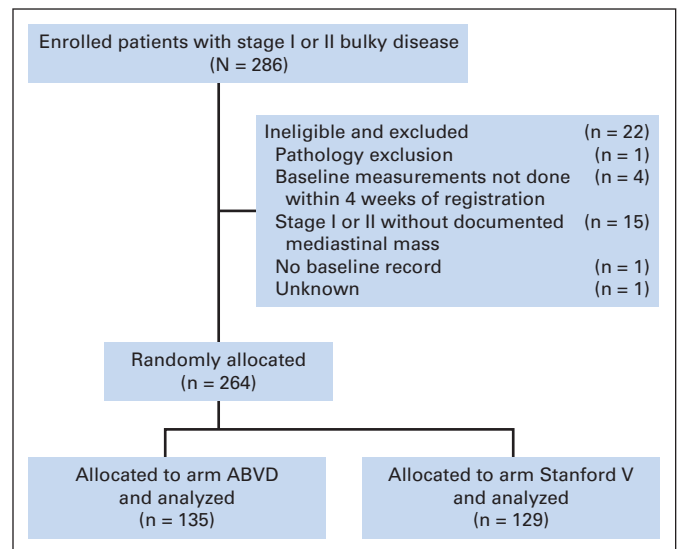 Enrolled patients with stage I or II bulky disease
(N = 286)
Ineligible and excluded (n = 22)
Pathology exclusion (n = 1)
Baseline measurements not done (n = 4)
within 4 weeks of registration
Stage I or II without documented (n = 15)
mediastinal mass
No baseline record (n = 1)
Unknown (n = 1)
Randomly allocated
(n = 264)
Allocated to arm ABVD
and analyzed
(n = 135)
Allocated to arm Stanford V
and analyzed
(n = 129)